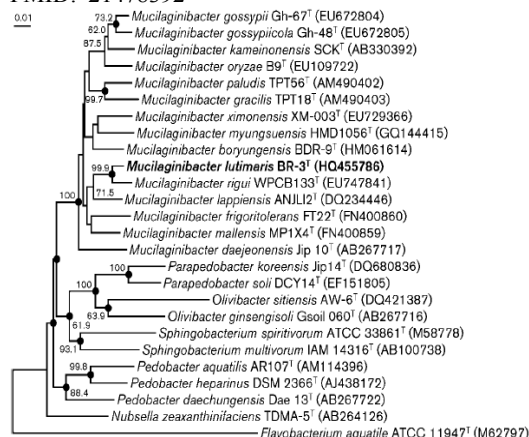 PMID: 21478392
0.01
73.2
Mucilaginibacter gossypii Gh-67ᵀ (EU672804)
62.0
Mucilaginibacter gossypiicola Gh-48ᵀ (EU672805)
87.5
Mucilaginibacter kameinonensis SCKᵀ (AB330392)
Mucilaginibacter oryzae B9ᵀ (EU109722)
Mucilaginibacter paludis TPT56ᵀ (AM490402)
99.7
Mucilaginibacter gracilis TPT18ᵀ (AM490403)
Mucilaginibacter ximonensis XM-003ᵀ (EU729366)
Mucilaginibacter myungsuensis HMD1056ᵀ (GQ144415)
Mucilaginibacter boryungensis BDR-9ᵀ (HM061614)
99.9
Mucilaginibacter lutimaris BR-3ᵀ (HQ455786)
Mucilaginibacter rigui WPCB133ᵀ (EU747841)
71.5
Mucilaginibacter lappiensis ANJLI2ᵀ (DQ234446)
100
Mucilaginibacter frigoritolerans FT22ᵀ (FN400860)
Mucilaginibacter mallensis MP1X4ᵀ (FN400859)
Mucilaginibacter daejeonensis Jip 10ᵀ (AB267717)
100
Parapedobacter koreensis Jip14ᵀ (DQ680836)
100
Parapedobacter soli DCY14ᵀ (EF151805)
Olivibacter sitiensis AW-6ᵀ (DQ421387)
63.9
Olivibacter ginsengisoli Gsoil 060ᵀ (AB267716)
61.9
Sphingobacterium spiritivorum ATCC 33861ᵀ (M58778)
93.1
Sphingobacterium multivorum IAM 14316ᵀ (AB100738)
99.8
Pedobacter aquatilis AR107ᵀ (AM114396)
Pedobacter heparinus DSM 2366ᵀ (AJ438172)
88.4
Pedobacter daechungensis Dae 13ᵀ (AB267722)
Nubsella zeaxanthinifaciens TDMA-5ᵀ (AB264126)
Flavobacterium aquatile ATCC 11947ᵀ (M62797)